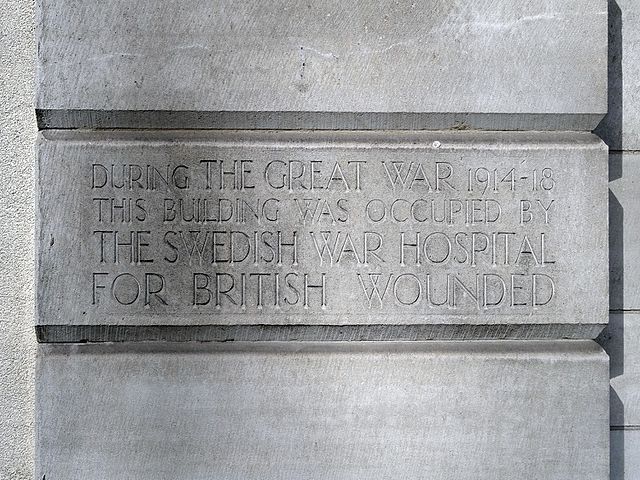 DURING THE GREAT WAR 1914-18
THIS BUILDING WAS OCCUPIED BY
THE SWEDISH WAR HOSPITAL
FOR BRITISH WOUNDED